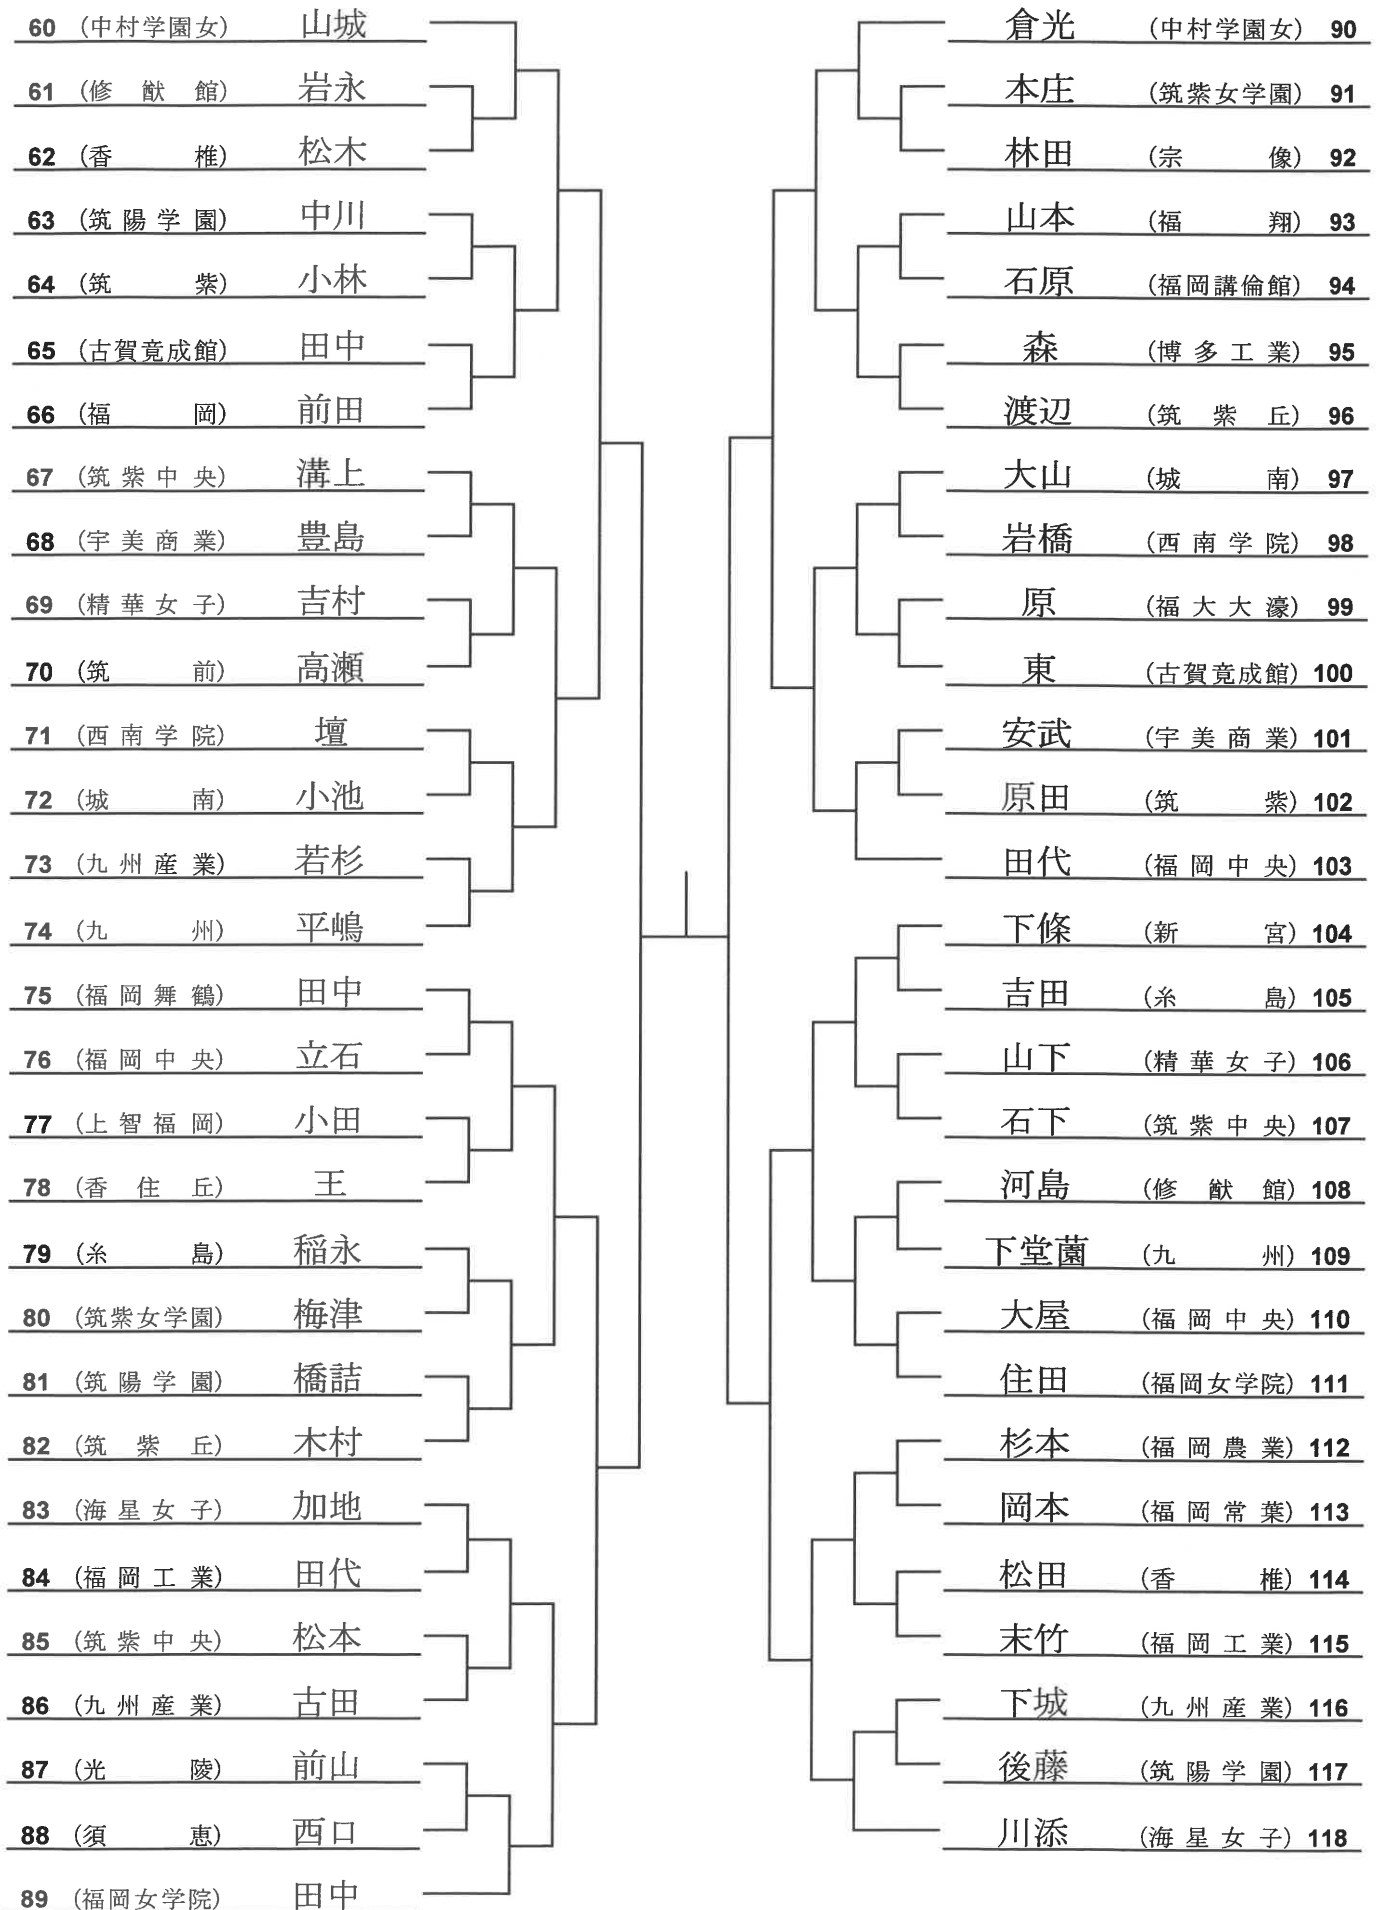 60 (中村学園女) 山城
61 (修猷館) 岩永
62 (香椎) 松木
63 (筑陽学園) 中川
64 (筑紫) 小林
65 (古賀竟成館) 田中
66 (福岡) 前田
67 (筑紫中央) 溝上
68 (宇美商業) 豊島
69 (精華女子) 吉村
70 (筑前) 高瀬
71 (西南学院) 壇
72 (城南) 小池
73 (九州産業) 若杉
74 (九州) 平嶋
75 (福岡舞鶴) 田中
76 (福岡中央) 立石
77 (上智福岡) 小田
78 (香住丘) 王
79 (糸島) 稲永
80 (筑紫女学園) 梅津
81 (筑陽学園) 橋詰
82 (筑紫丘) 木村
83 (海星女子) 加地
84 (福岡工業) 田代
85 (筑紫中央) 松本
86 (九州産業) 古田
87 (光陵) 前山
88 (須恵) 西口
89 (福岡女学院) 田中
倉光 (中村学園女) 90
本庄 (筑紫女学園) 91
林田 (宗像) 92
山本 (福翔) 93
石原 (福岡講倫館) 94
森 (博多工業) 95
渡辺 (筑紫丘) 96
大山 (城南) 97
岩橋 (西南学院) 98
原 (福大大濠) 99
東 (古賀竟成館) 100
安武 (宇美商業) 101
原田 (筑紫) 102
田代 (福岡中央) 103
下條 (新宮) 104
吉田 (糸島) 105
山下 (精華女子) 106
石下 (筑紫中央) 107
河島 (修猷館) 108
下堂薗 (九州) 109
大屋 (福岡中央) 110
住田 (福岡女学院) 111
杉本 (福岡農業) 112
岡本 (福岡常葉) 113
松田 (香椎) 114
末竹 (福岡工業) 115
下城 (九州産業) 116
後藤 (筑陽学園) 117
川添 (海星女子) 118